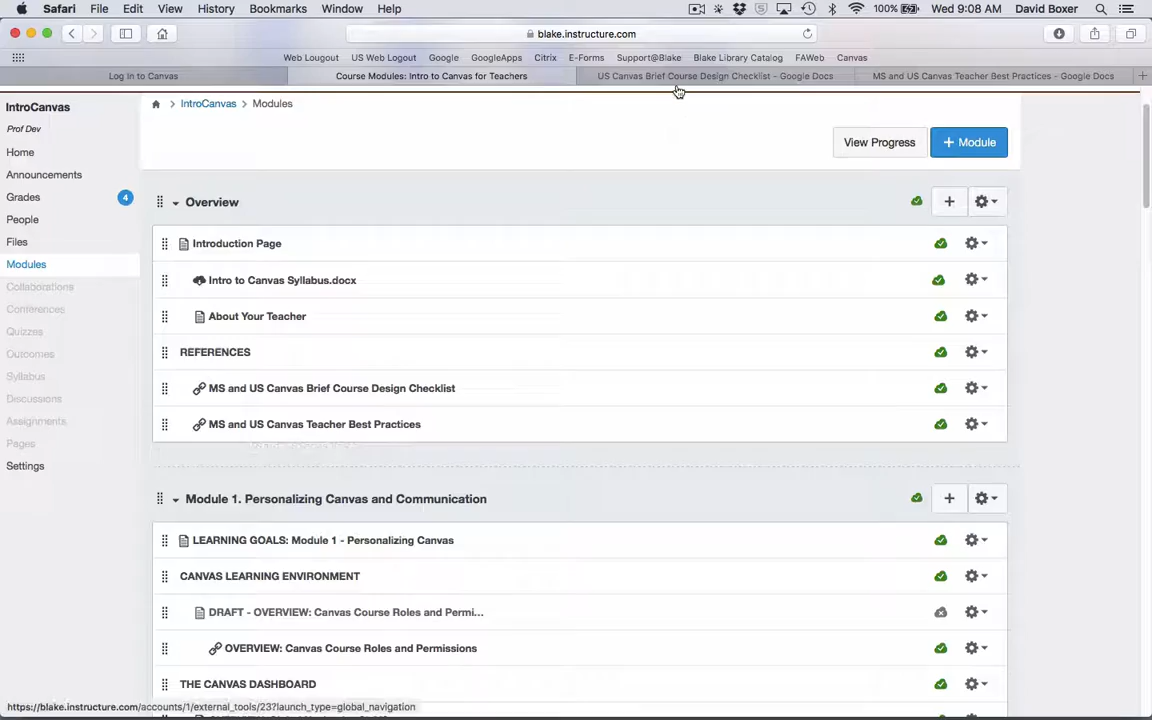 Safari File Edit View History Bookmarks Window Help 100% Wed 9:08 AM David Boxer
blake.instructure.com
Web Lougout US Web Logout Google GoogleApps Citrix E-Forms Support@Blake Blake Library Catalog FAWeb Canvas
Log In to Canvas Course Modules: Intro to Canvas for Teachers US Canvas Brief Course Design Checklist - Google Docs MS and US Canvas Teacher Best Practices - Google Docs
IntroCanvas
Prof Dev
Home
Announcements
Grades 4
People
Files
Modules
Collaborations
Conferences
Quizzes
Outcomes
Syllabus
Discussions
Assignments
Pages
Settings
> IntroCanvas > Modules
View Progress + Module
Overview
Introduction Page
Intro to Canvas Syllabus.docx
About Your Teacher
REFERENCES
MS and US Canvas Brief Course Design Checklist
MS and US Canvas Teacher Best Practices
Module 1. Personalizing Canvas and Communication
LEARNING GOALS: Module 1 - Personalizing Canvas
CANVAS LEARNING ENVIRONMENT
DRAFT - OVERVIEW: Canvas Course Roles and Permi...
OVERVIEW: Canvas Course Roles and Permissions
THE CANVAS DASHBOARD
https://blake.instructure.com/accounts/1/external_tools/23?launch_type=global_navigation